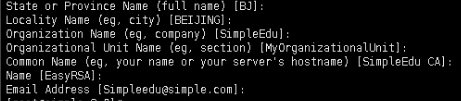 State or Province Name (full name) [BJ]:
Locality Name (eg, city) [BEIJING]:
Organization Name (eg, company) [SimpleEdu]:
Organizational Unit Name (eg, section) [MyOrganizationalUnit]:
Common Name (eg, your name or your server's hostname) [SimpleEdu CA]:
Name [EasyRSA]:
Email Address [Simpleedu@simple.com]: